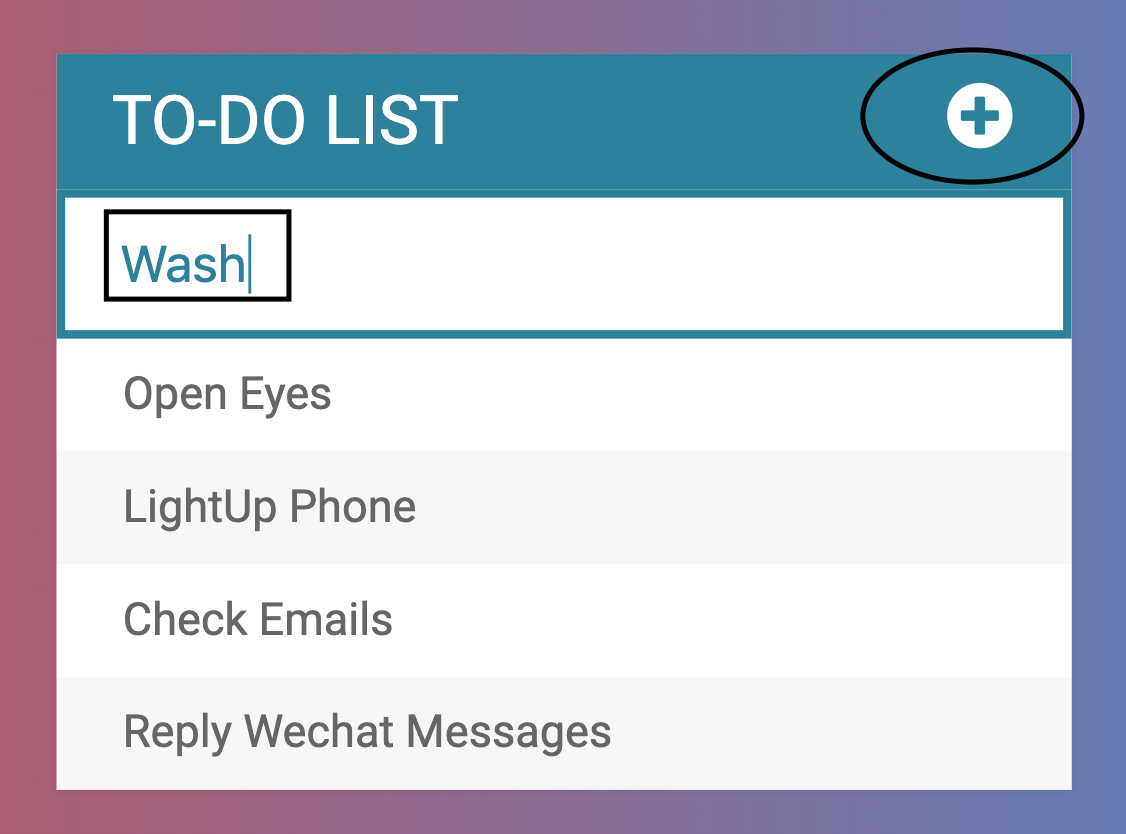 TO-DO LIST
Wash
Open Eyes
LightUp Phone
Check Emails
Reply Wechat Messages